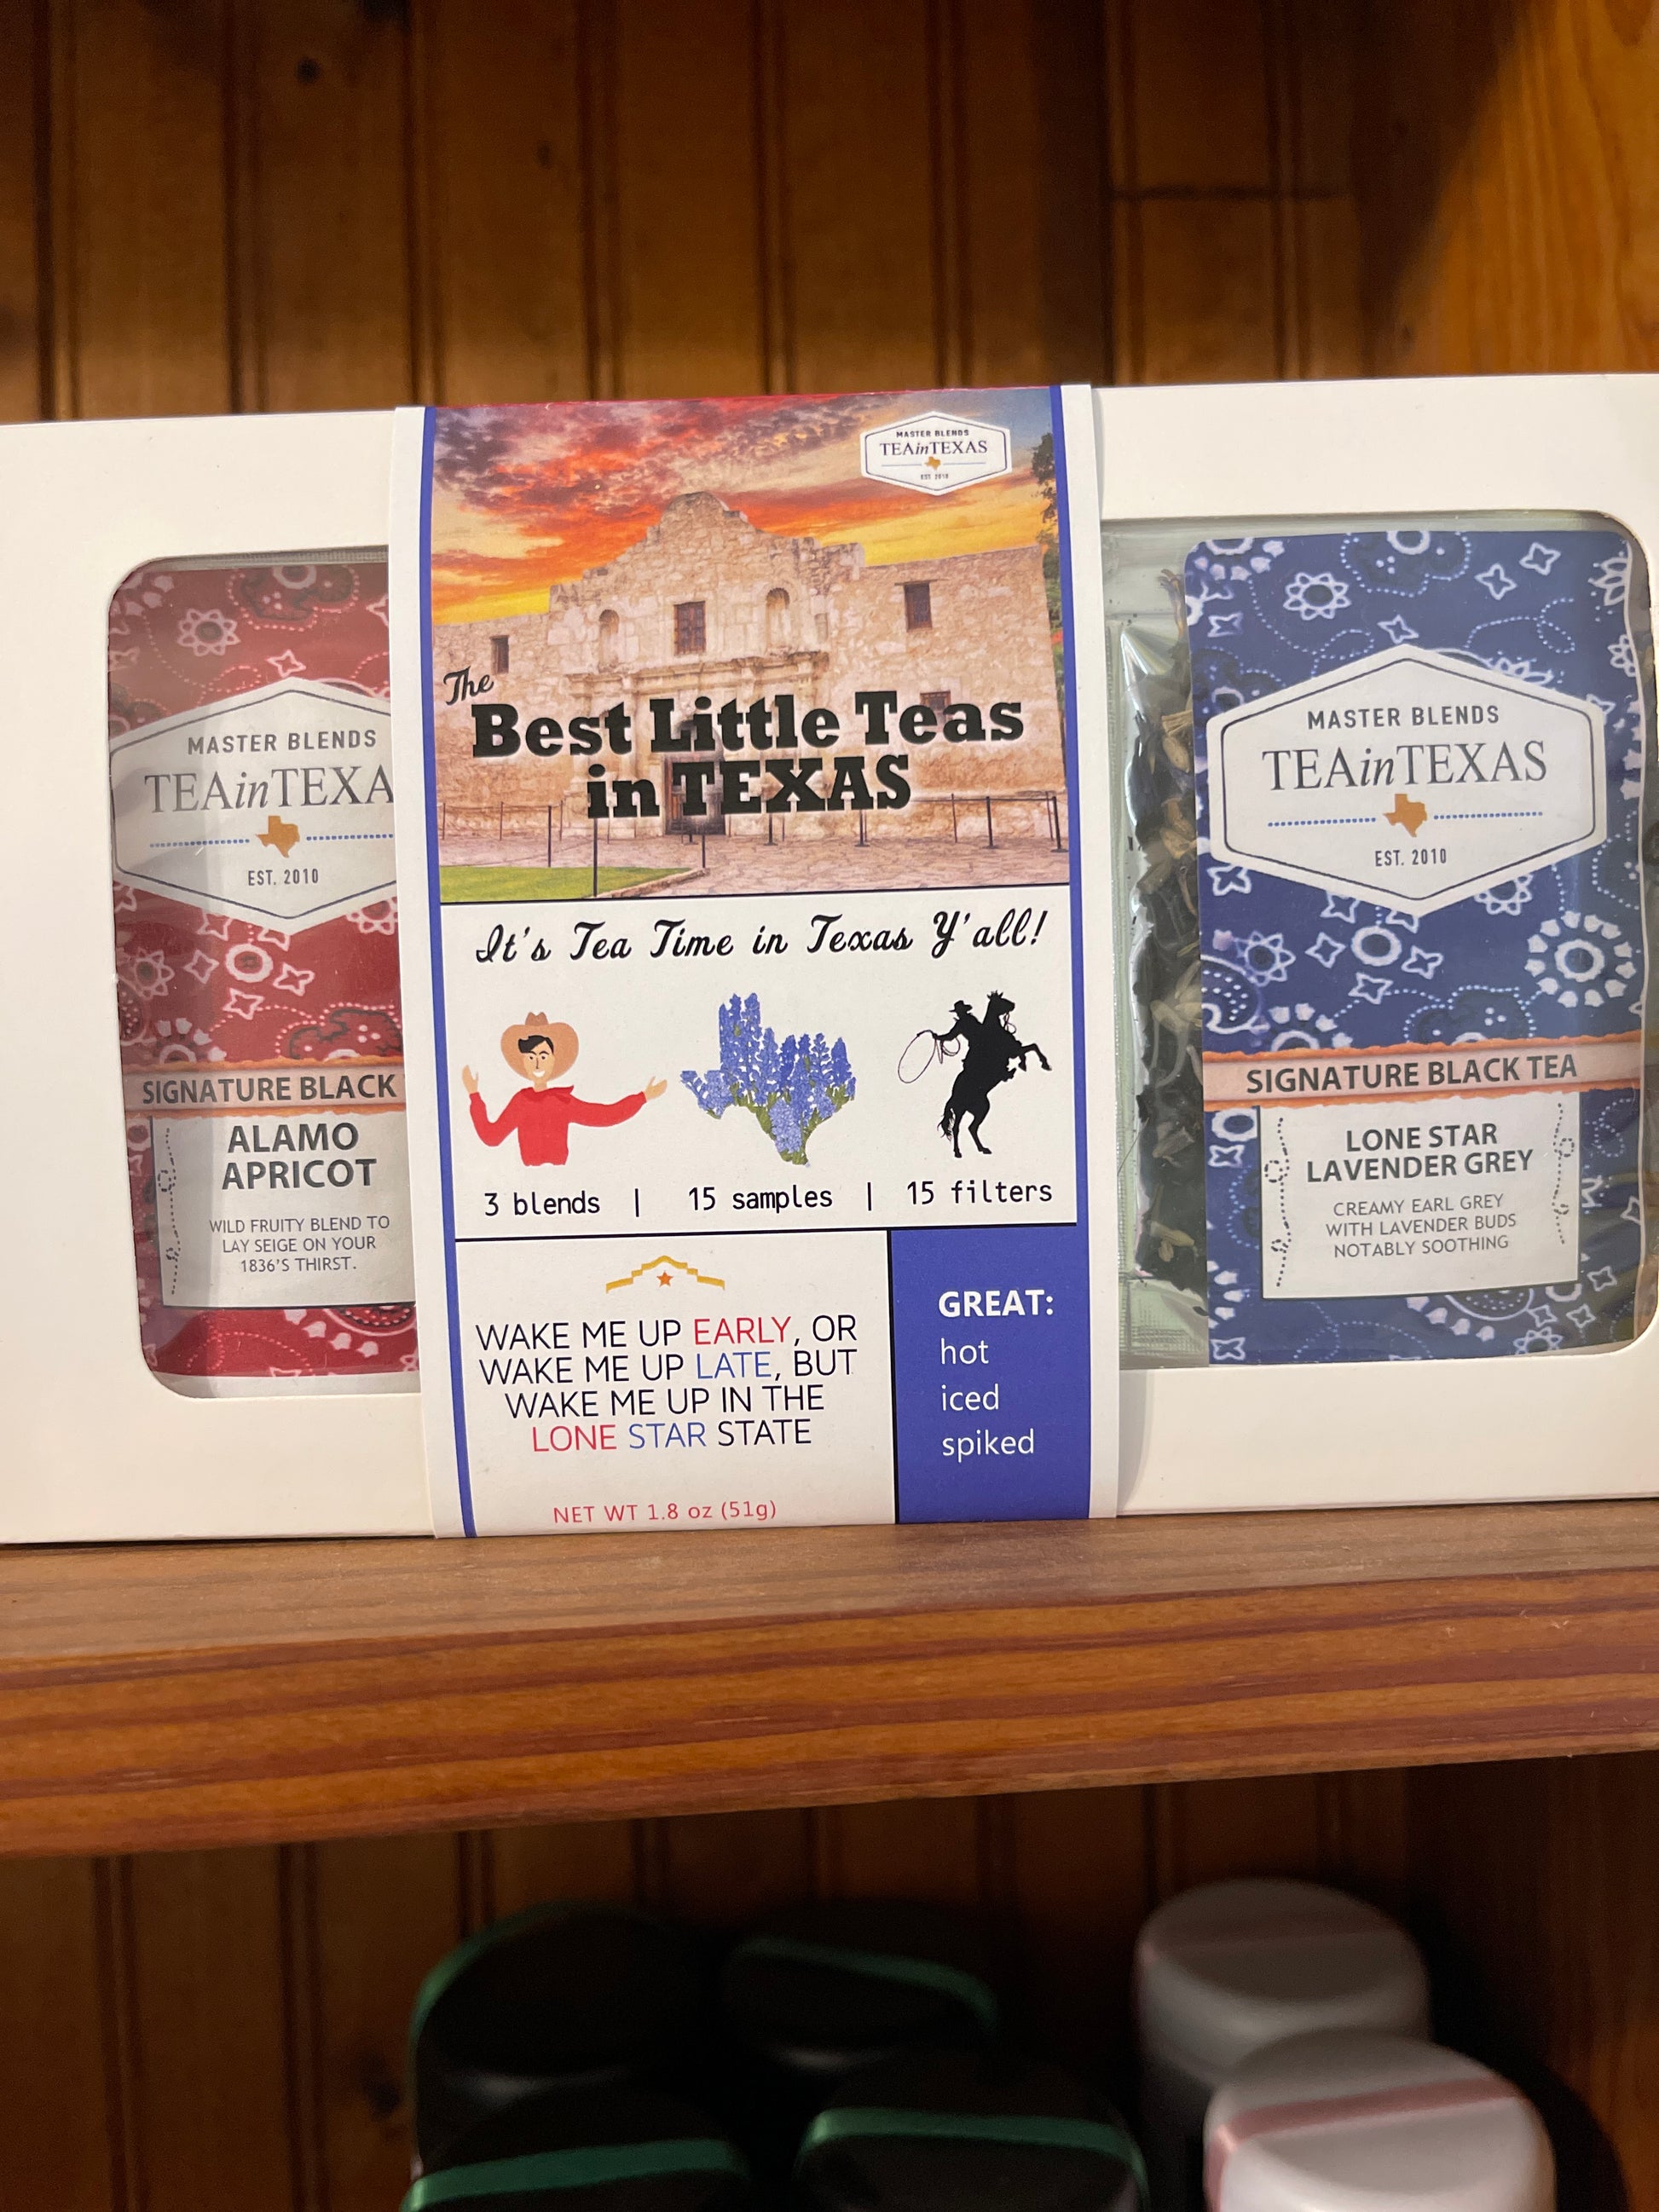 MASTER BLENDS
TEAinTEXAS
EST. 2010
The
Best Little Teas
in TEXAS
It's Tea Time in Texas Y'all!
3 blends | 15 samples | 15 filters
WAKE ME UP EARLY, OR
WAKE ME UP LATE, BUT
WAKE ME UP IN THE
LONE STAR STATE
NET WT 1.8 oz (51g)
GREAT:
hot
iced
spiked
MASTER BLENDS
TEAinTEXA
EST. 2010
SIGNATURE BLACK
ALAMO
APRICOT
WILD FRUITY BLEND TO
LAY SEIGE ON YOUR
1836'S THIRST.
MASTER BLENDS
TEAinTEXAS
EST. 2010
SIGNATURE BLACK TEA
LONE STAR
LAVENDER GREY
CREAMY EARL GREY
WITH LAVENDER BUDS
NOTABLY SOOTHING